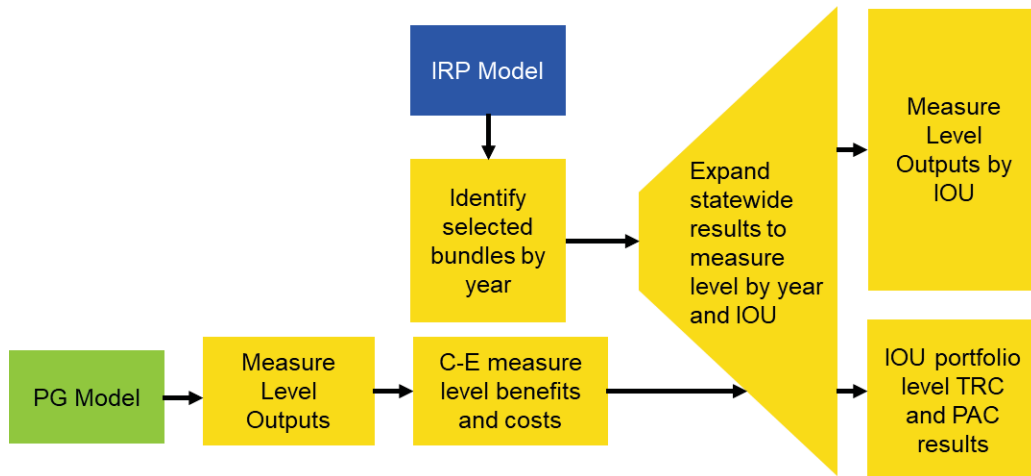 IRP Model
Identify
selected
bundles by
year
Expand
statewide
results to
measure
level by year
and IOU
Measure
Level
Outputs by
IOU
PG Model
Measure
Level
Outputs
C-E measure
level benefits
and costs
IOU portfolio
level TRC
and PAC
results